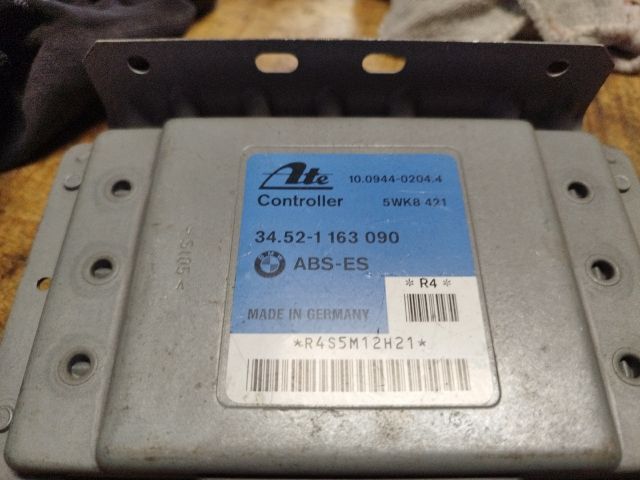 Ate
10.0944-0204.4
Controller 5WK8 421
34.52-1 163 090
BMW ABS-ES
* R4 *
MADE IN GERMANY
*R4S5M12H21*